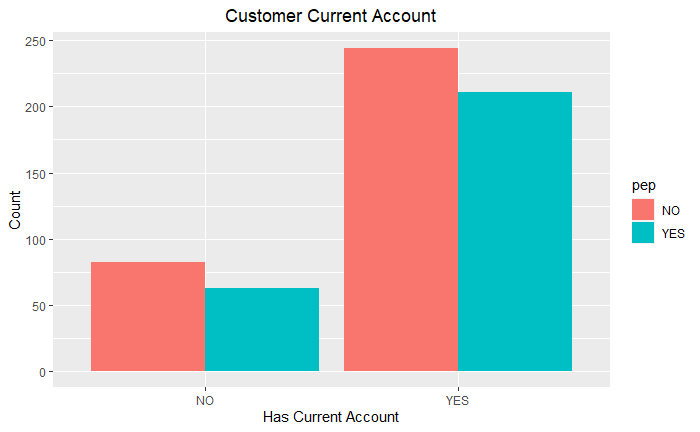 Customer Current Account
250
200
150
100
50
0
Count
NO
YES
Has Current Account
pep
NO
YES